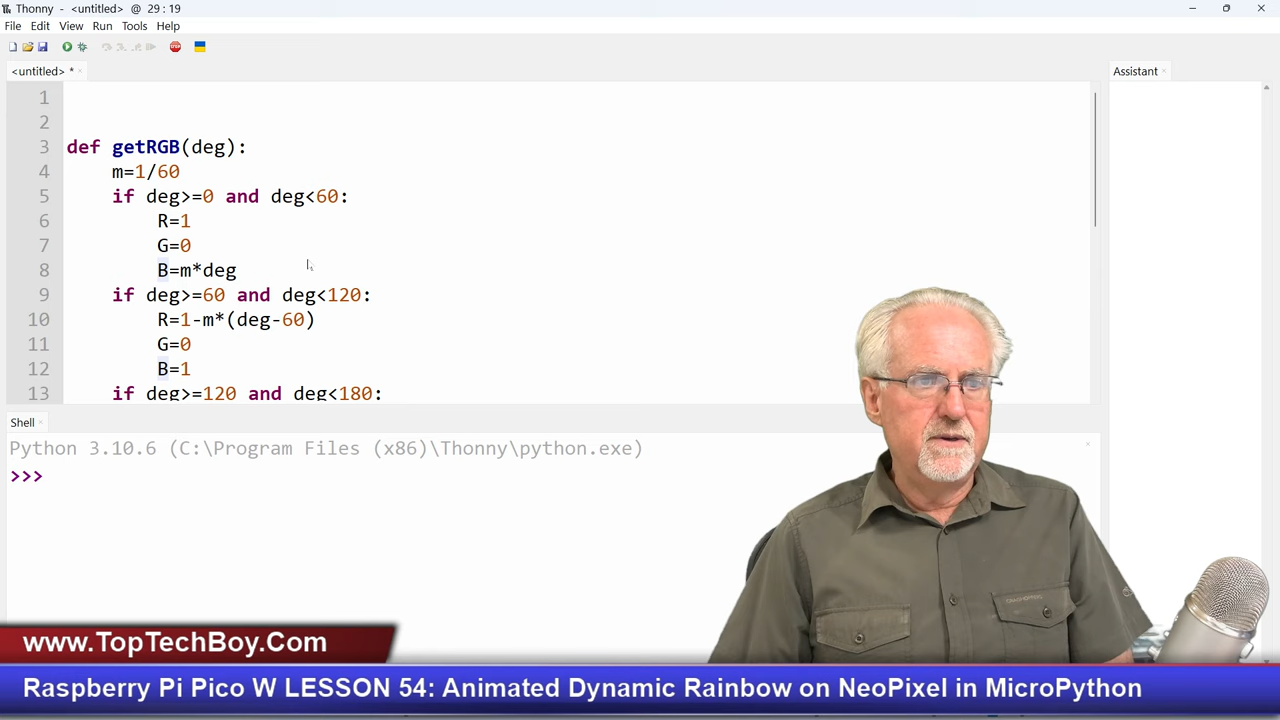 Thonny - <untitled> @ 29:19
File Edit View Run Tools Help
<untitled> *
Assistant
1
2
3 def getRGB(deg):
4 m=1/60
5 if deg>=0 and deg<60:
6 R=1
7 G=0
8 B=m*deg
9 if deg>=60 and deg<120:
10 R=1-m*(deg-60)
11 G=0
12 B=1
13 if deg>=120 and deg<180:
Shell
Python 3.10.6 (C:\Program Files (x86)\Thonny\python.exe)
>>>
www.TopTechBoy.Com
Raspberry Pi Pico W LESSON 54: Animated Dynamic Rainbow on NeoPixel in MicroPython